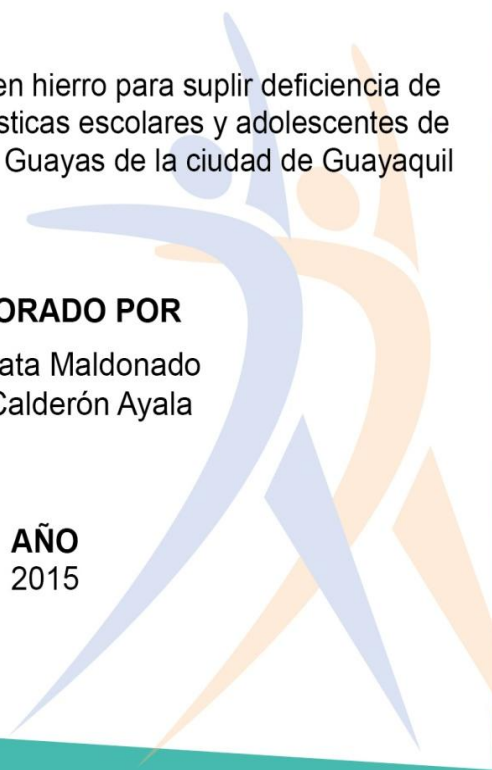 en hierro para suplir deficiencia de
sticas escolares y adolescentes de
Guayas de la ciudad de Guayaquil
ORADO POR
ata Maldonado
Calderón Ayala
AÑO
2015